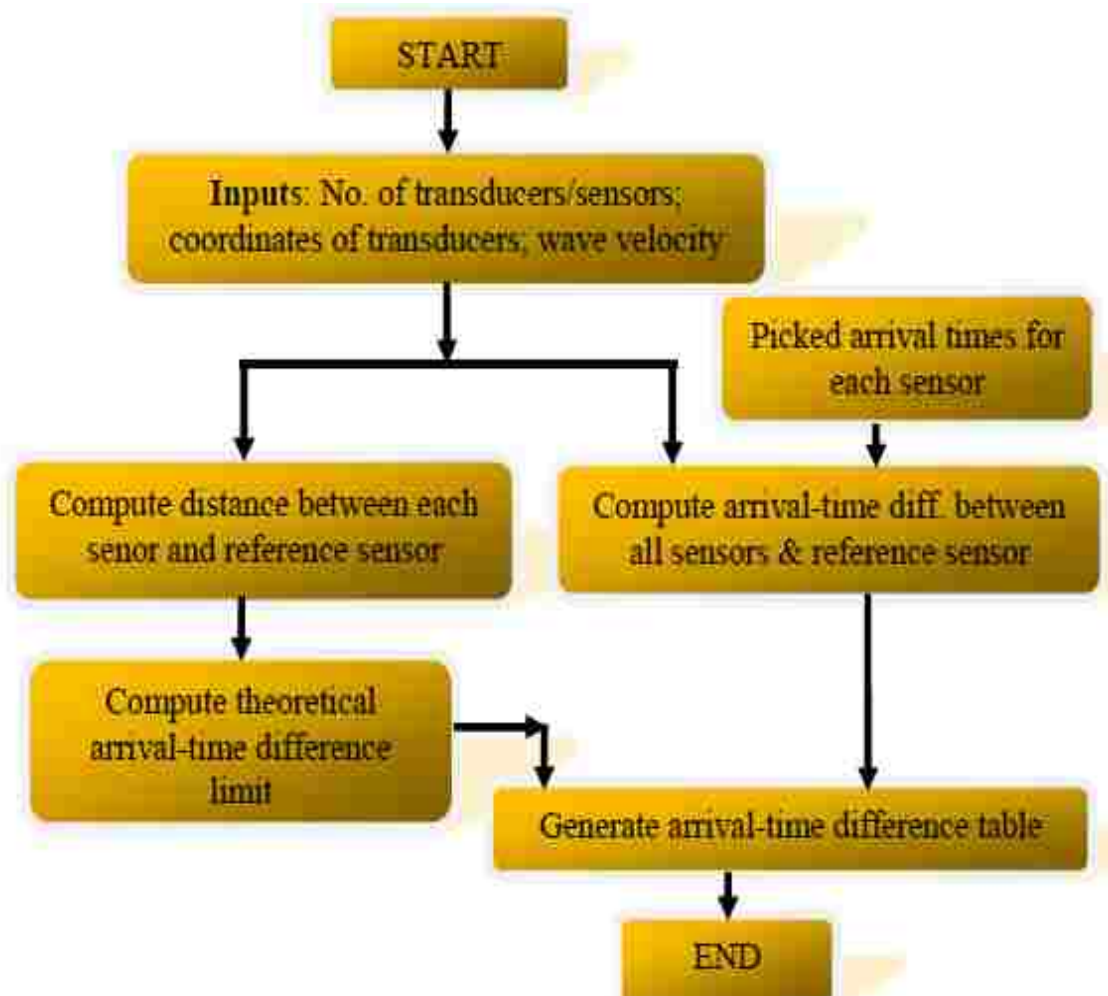 START
Inputs: No. of transducers/sensors;
coordinates of transducers; wave velocity
Picked arrival times for
each sensor
Compute distance between each
senor and reference sensor
Compute arrival-time diff. between
all sensors & reference sensor
Compute theoretical
arrival-time difference
limit
Generate arrival-time difference table
END